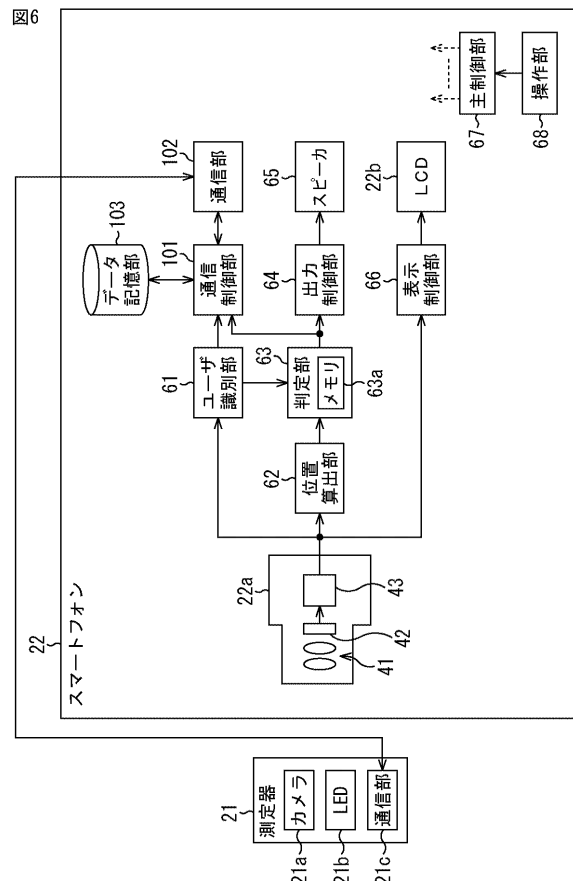 図6
22
スマートフォン
103
データ
記憶部
102
通信部
101
通信
制御部
65
スピーカ
64
出力
制御部
22b
LCD
66
表示
制御部
67
主制御部
68
操作部
61
ユーザ
識別部
63
判定部
メモリ
63a
62
位置
算出部
22a
43
42
41
21
測定器
カメラ
21a
LED
21b
通信部
21c